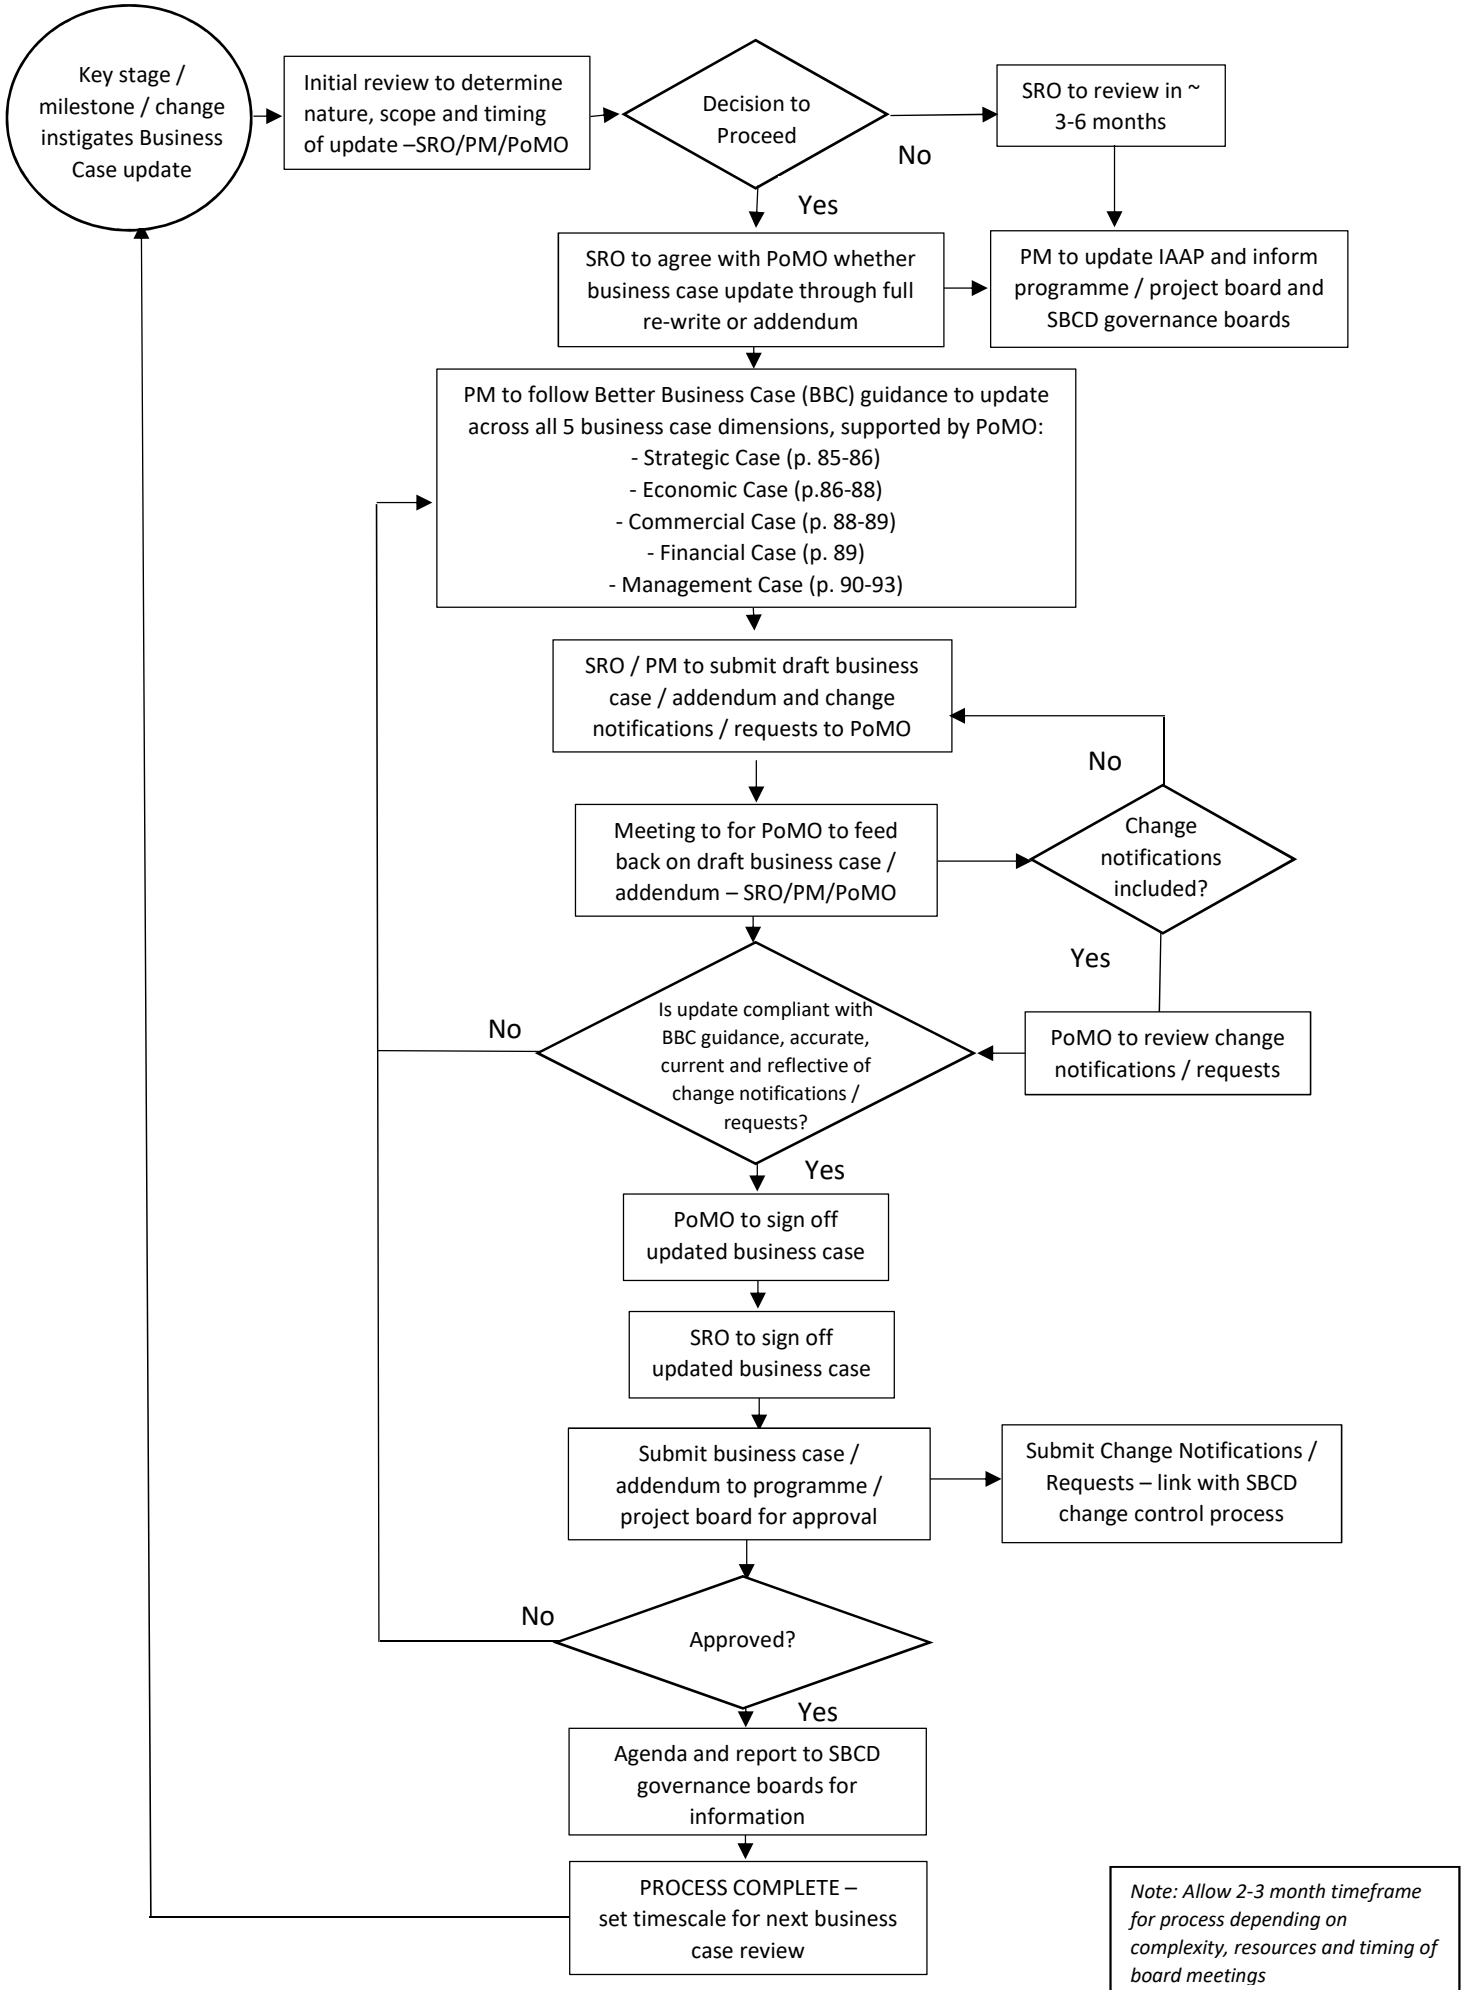 Key stage /
milestone / change
instigates Business
Case update
Initial review to determine
nature, scope and timing
of update –SRO/PM/PoMO
Decision to
Proceed
SRO to review in ~
3-6 months
No
Yes
SRO to agree with PoMO whether
business case update through full
re-write or addendum
PM to update IAAP and inform
programme / project board and
SBCD governance boards
PM to follow Better Business Case (BBC) guidance to update
across all 5 business case dimensions, supported by PoMO:
- Strategic Case (p. 85-86)
- Economic Case (p.86-88)
- Commercial Case (p. 88-89)
- Financial Case (p. 89)
- Management Case (p. 90-93)
SRO / PM to submit draft business
case / addendum and change
notifications / requests to PoMO
No
Meeting to for PoMO to feed
back on draft business case /
addendum – SRO/PM/PoMO
Change
notifications
included?
Yes
Is update compliant with
BBC guidance, accurate,
current and reflective of
change notifications /
requests?
No
PoMO to review change
notifications / requests
Yes
PoMO to sign off
updated business case
SRO to sign off
updated business case
Submit business case /
addendum to programme /
project board for approval
Submit Change Notifications /
Requests – link with SBCD
change control process
No
Approved?
Yes
Agenda and report to SBCD
governance boards for
information
PROCESS COMPLETE –
set timescale for next business
case review
Note: Allow 2-3 month timeframe
for process depending on
complexity, resources and timing of
board meetings